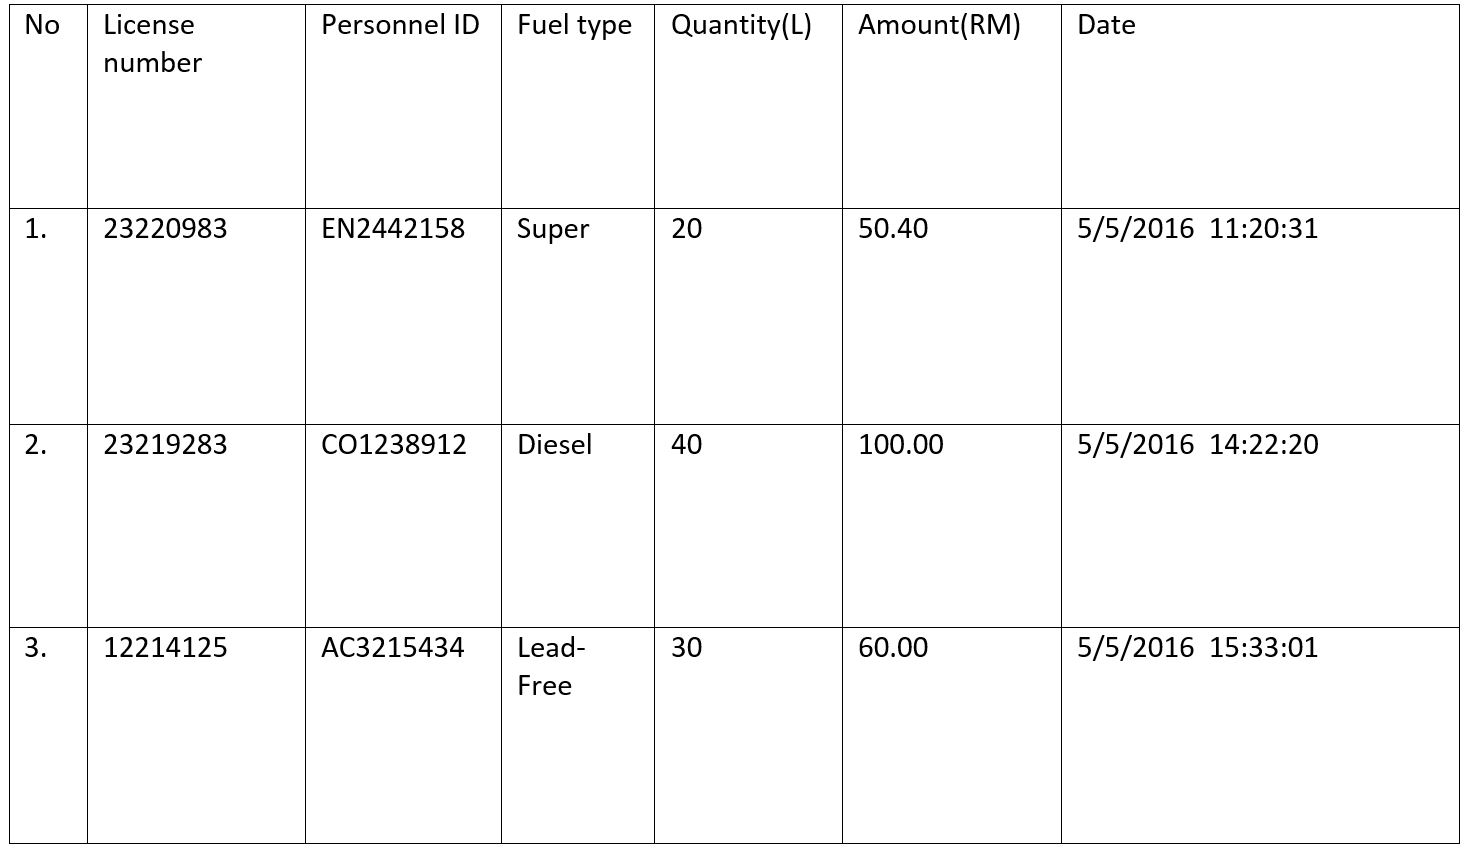 No License Personnel ID Fuel type Quantity(L) Amount(RM) Date
number
1. 23220983 EN2442158 Super 20 50.40 5/5/2016 11:20:31
2. 23219283 CO1238912 Diesel 40 100.00 5/5/2016 14:22:20
3. 12214125 AC3215434 Lead- 30 60.00 5/5/2016 15:33:01
Free